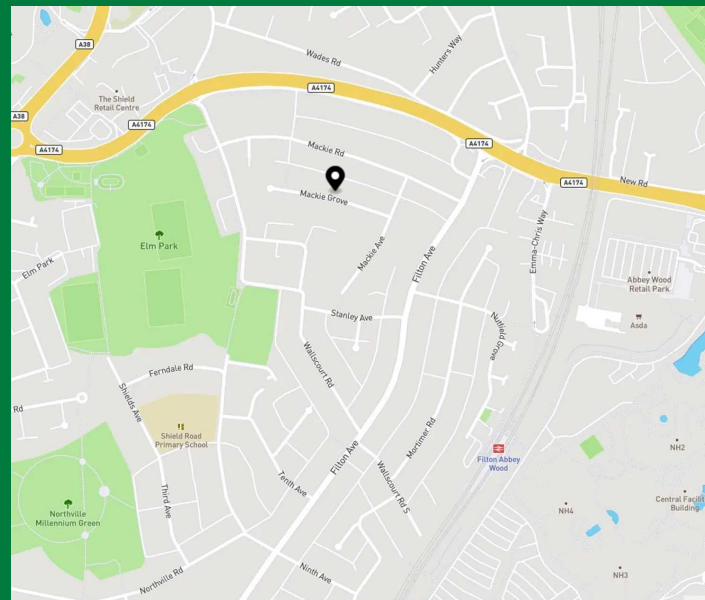 A38
Wades Rd
Hunters Way
The Shield
Retail Centre
A4174
A38
A4174
A4174
A4174
Mackie Rd
A4174
New Rd
Mackie Grove
Elm Park
Mackie Ave
Filton Ave
Emma-Chris Way
Elm Park
Abbey Wood
Retail Park
Stanley Ave
Nutfield Grove
Asda
Ferndale Rd
Wallscourt Rd
Shields Ave
Rd
Shield Road
Primary School
Mortimer Rd
Filton Ave
NH2
Filton Abbey
Wood
Tenth Ave
Wallscourt Rd S
Third Ave
Northville
Millennium Green
NH4
Central Facilit
Building
Northville Rd
Ninth Ave
NH3